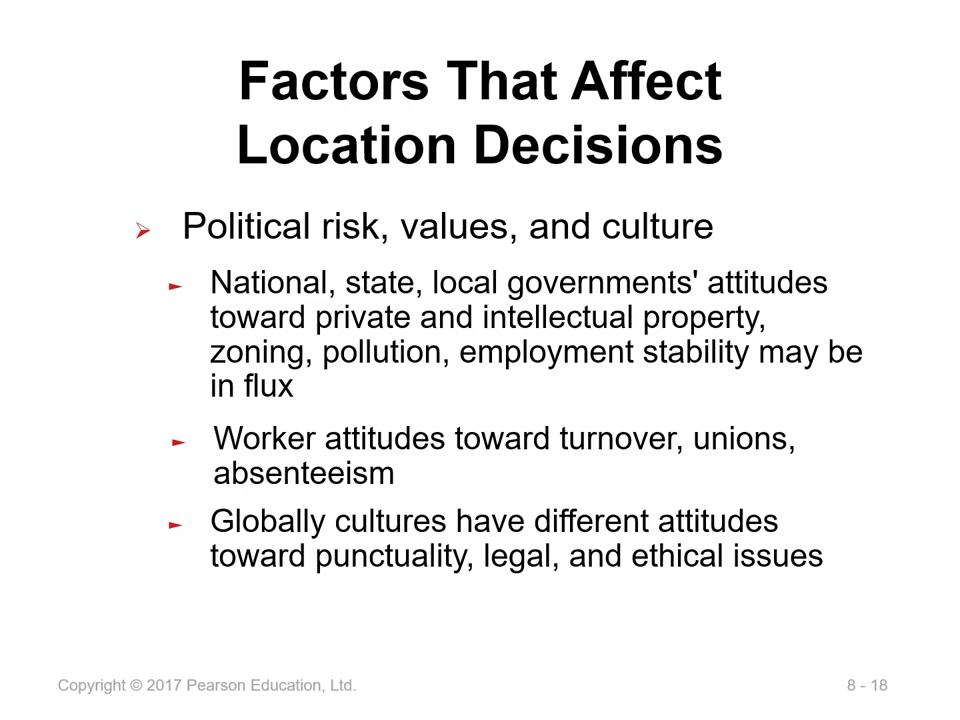 Factors That Affect
Location Decisions
Political risk, values, and culture
National, state, local governments' attitudes
toward private and intellectual property,
zoning, pollution, employment stability may be
in flux
Worker attitudes toward turnover, unions,
absenteeism
Globally cultures have different attitudes
toward punctuality, legal, and ethical issues
Copyright © 2017 Pearson Education, Ltd.
8 - 18